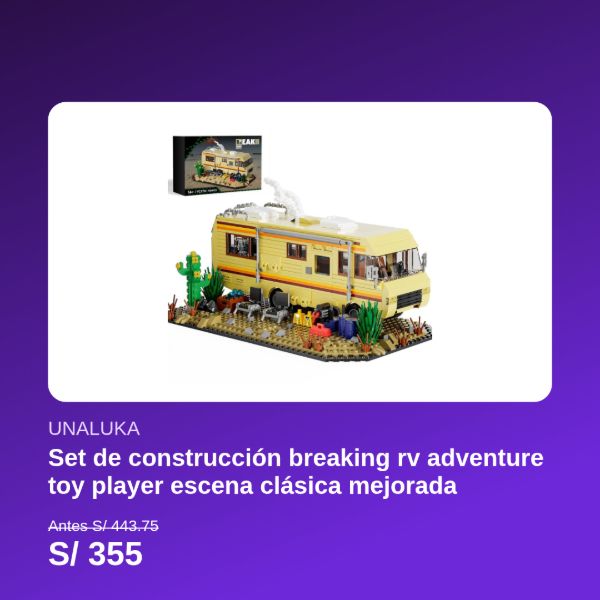 UNALUKA
Set de construcción breaking rv adventure
toy player escena clásica mejorada
Antes S/ 443.75
S/ 355